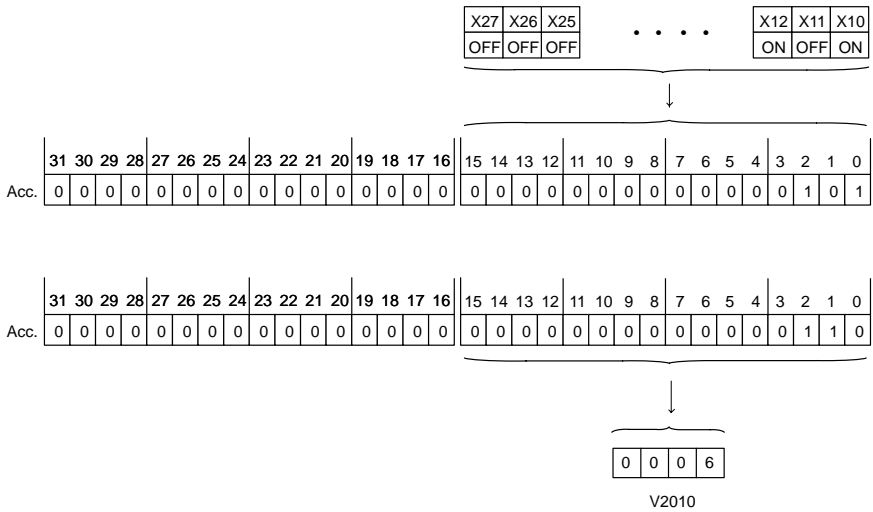 X27 X26 X25 X12 X11 X10
OFF OFF OFF ON OFF ON
31 30 29 28 27 26 25 24 23 22 21 20 19 18 17 16 15 14 13 12 11 10 9 8 7 6 5 4 3 2 1 0
Acc. 0 0 0 0 0 0 0 0 0 0 0 0 0 0 0 0 0 0 0 0 0 0 0 0 0 0 0 0 0 1 0 1
31 30 29 28 27 26 25 24 23 22 21 20 19 18 17 16 15 14 13 12 11 10 9 8 7 6 5 4 3 2 1 0
Acc. 0 0 0 0 0 0 0 0 0 0 0 0 0 0 0 0 0 0 0 0 0 0 0 0 0 0 0 0 0 1 1 0
0 0 0 6
V2010